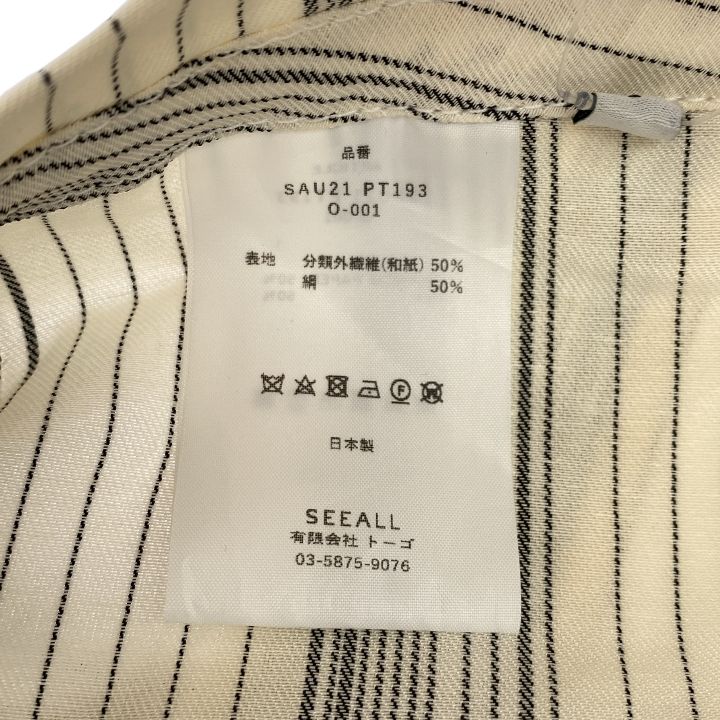 品番
SAU21 PT193
O-001
表地 分類外繊維(和紙) 50%
絹 50%
日本製
SEEALL
有限会社 トーゴ
03-5875-9076